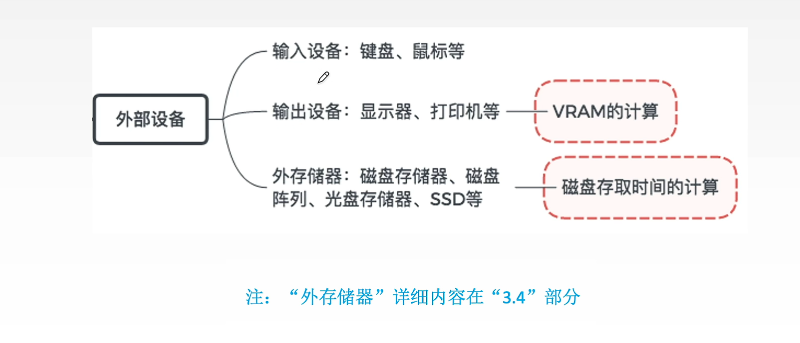 输入设备：键盘、鼠标等
外部设备
输出设备：显示器、打印机等
VRAM的计算
外存储器：磁盘存储器、磁盘
阵列、光盘存储器、SSD等
磁盘存取时间的计算
注：“外存储器”详细内容在“3.4”部分